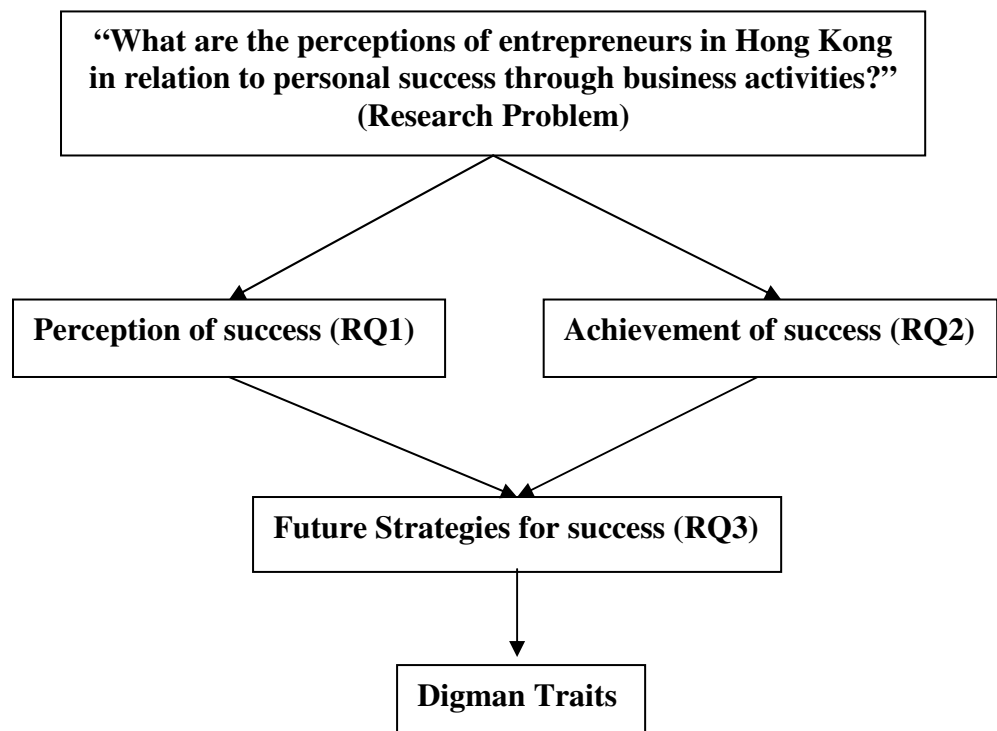 “What are the perceptions of entrepreneurs in Hong Kong
in relation to personal success through business activities?”
(Research Problem)
Perception of success (RQ1)
Achievement of success (RQ2)
Future Strategies for success (RQ3)
Digman Traits